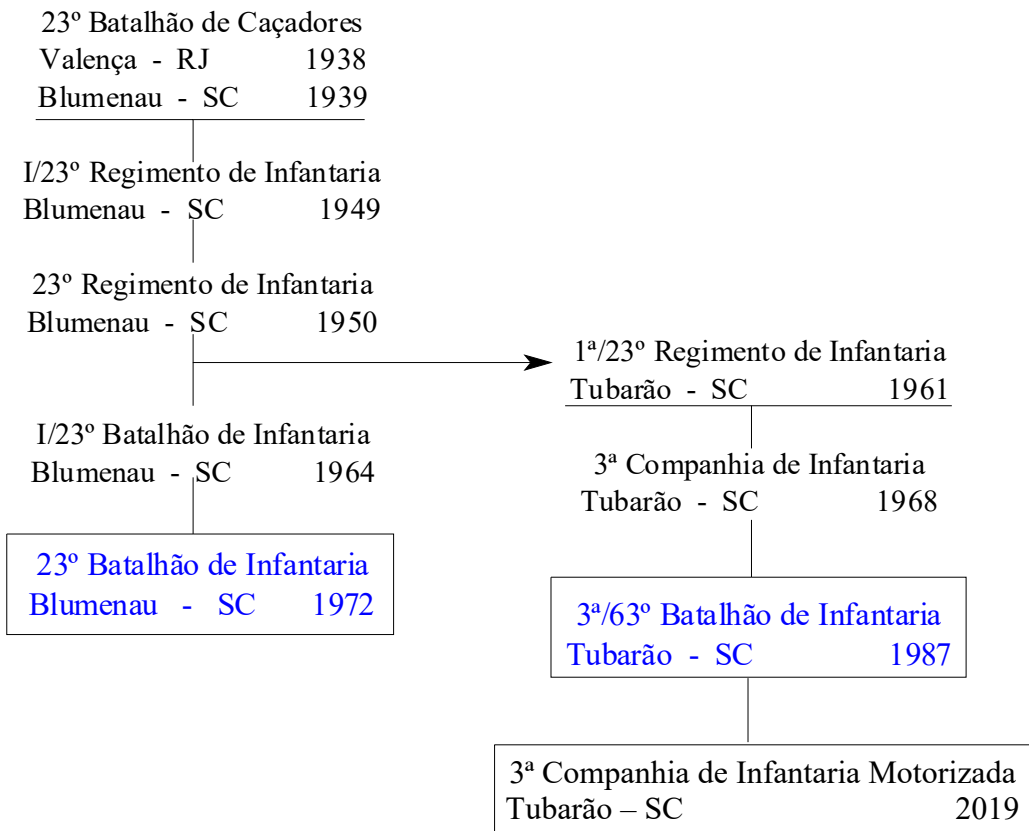 23º Batalhão de Caçadores
Valença - RJ 1938
Blumenau - SC 1939
I/23º Regimento de Infantaria
Blumenau - SC 1949
23º Regimento de Infantaria
Blumenau - SC 1950
1ª/23º Regimento de Infantaria
Tubarão - SC 1961
I/23º Batalhão de Infantaria
Blumenau - SC 1964
3ª Companhia de Infantaria
Tubarão - SC 1968
23º Batalhão de Infantaria
Blumenau - SC 1972
3ª/63º Batalhão de Infantaria
Tubarão - SC 1987
3ª Companhia de Infantaria Motorizada
Tubarão – SC 2019